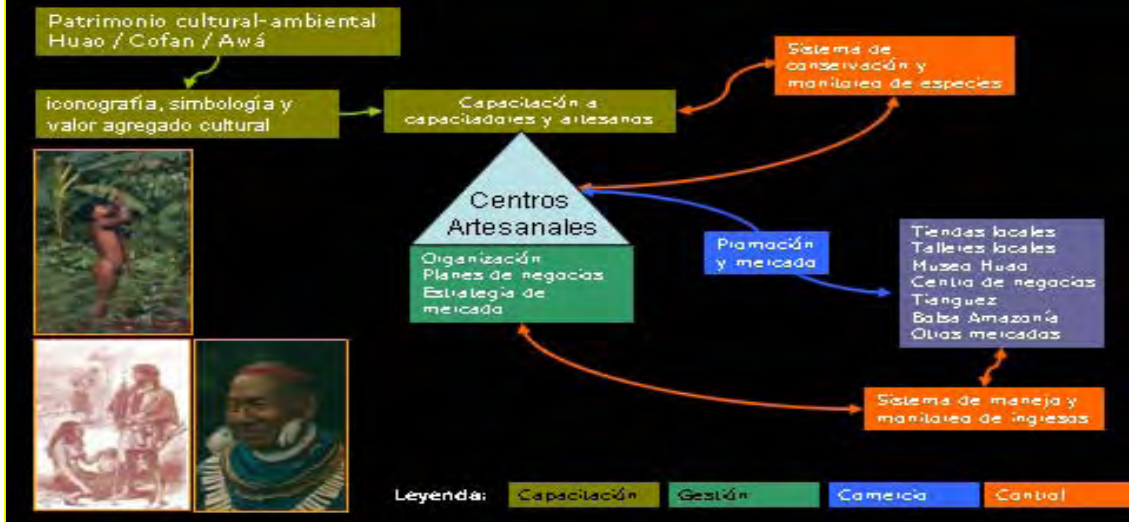 Patrimonio cultural-ambiental
Huao / Cofan / Awá
iconografía, simbología y
valor agregado cultural
Capacitación a
capacitadores y artesanos
Sistema de
conservación y
monitoreo de especies
Centros
Artesanales
Organización
Planes de negocios
Estrategia de
mercado
Promoción
y mercado
Tiendas locales
Talleres locales
Museo Huao
Centro de negocios
Tianguez
Bolsa Amazonía
Otros mercados
Sistema de manejo y
monitoreo de ingresos
Leyenda: Capacitación Gestión Comercio Control